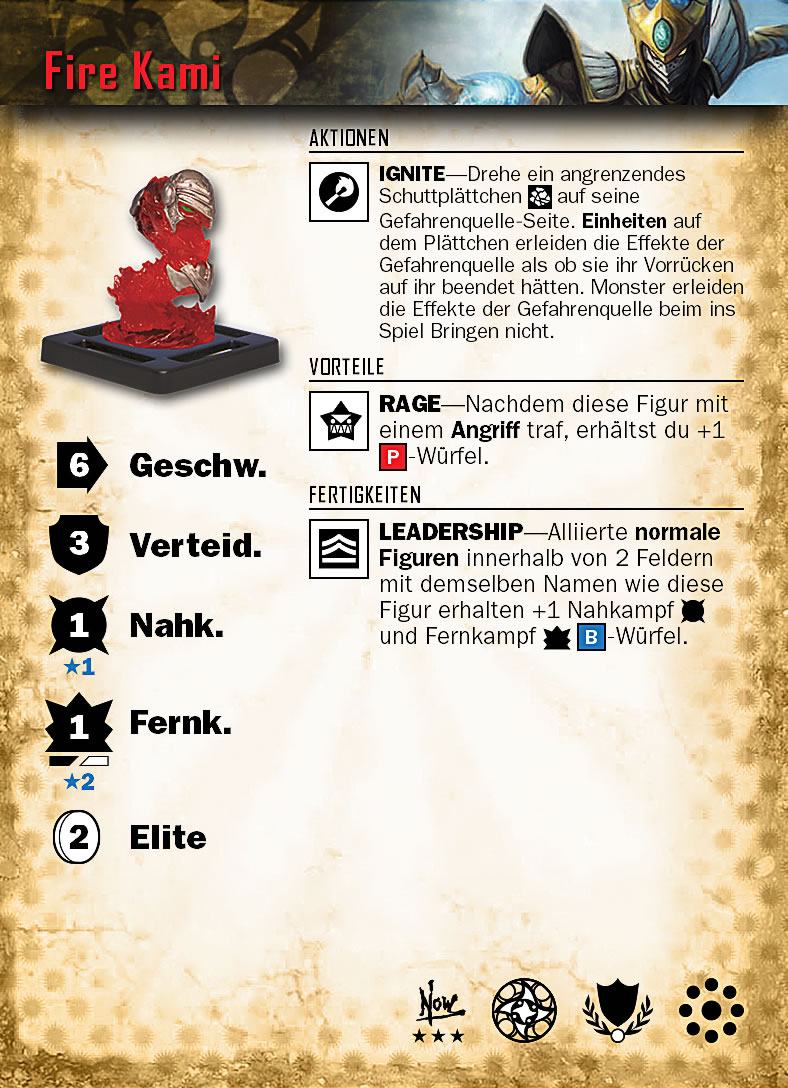 Fire Kami
AKTIONEN
IGNITE—Drehe ein angrenzendes
Schuttplättchen auf seine
Gefahrenquelle-Seite. Einheiten auf
dem Plättchen erleiden die Effekte der
Gefahrenquelle als ob sie ihr Vorrücken
auf ihr beendet hätten. Monster erleiden
die Effekte der Gefahrenquelle beim ins
Spiel Bringen nicht.
VORTEILE
RAGE—Nachdem diese Figur mit
einem Angriff traf, erhältst du +1
P-Würfel.
FERTIGKEITEN
LEADERSHIP—Alliierte normale
Figuren innerhalb von 2 Feldern
mit demselben Namen wie diese
Figur erhalten +1 Nahkampf
und Fernkampf B-Würfel.
6 Geschw.
3 Verteid.
1 Nahk.
★1
1 Fernk.
★2
2 Elite
Now
★★★